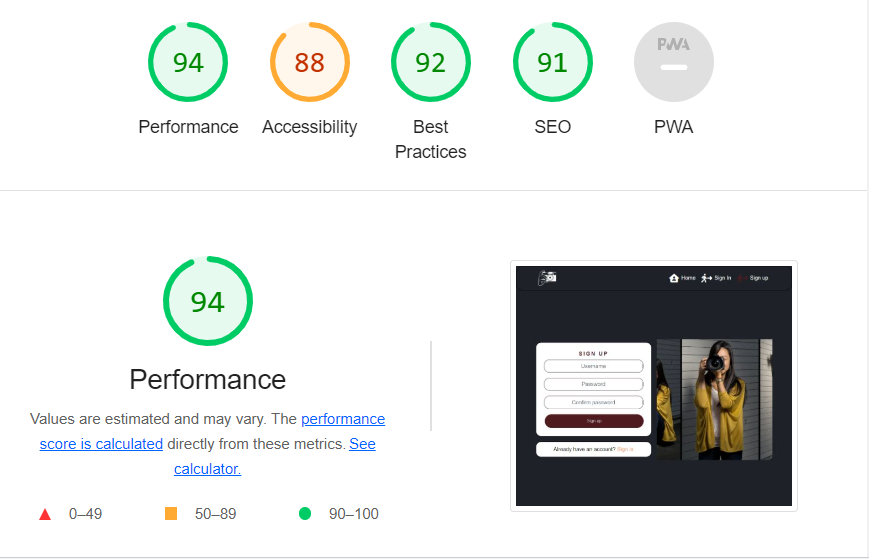 94 88 92 91 PWA
Performance Accessibility Best SEO PWA
Practices
94
Performance
Values are estimated and may vary. The performance
score is calculated directly from these metrics. See
calculator.
0–49 50–89 90–100
Home Sign In Sign up
SIGN UP
Username
Password
Confirm password
Sign up
Already have an account? Sign in